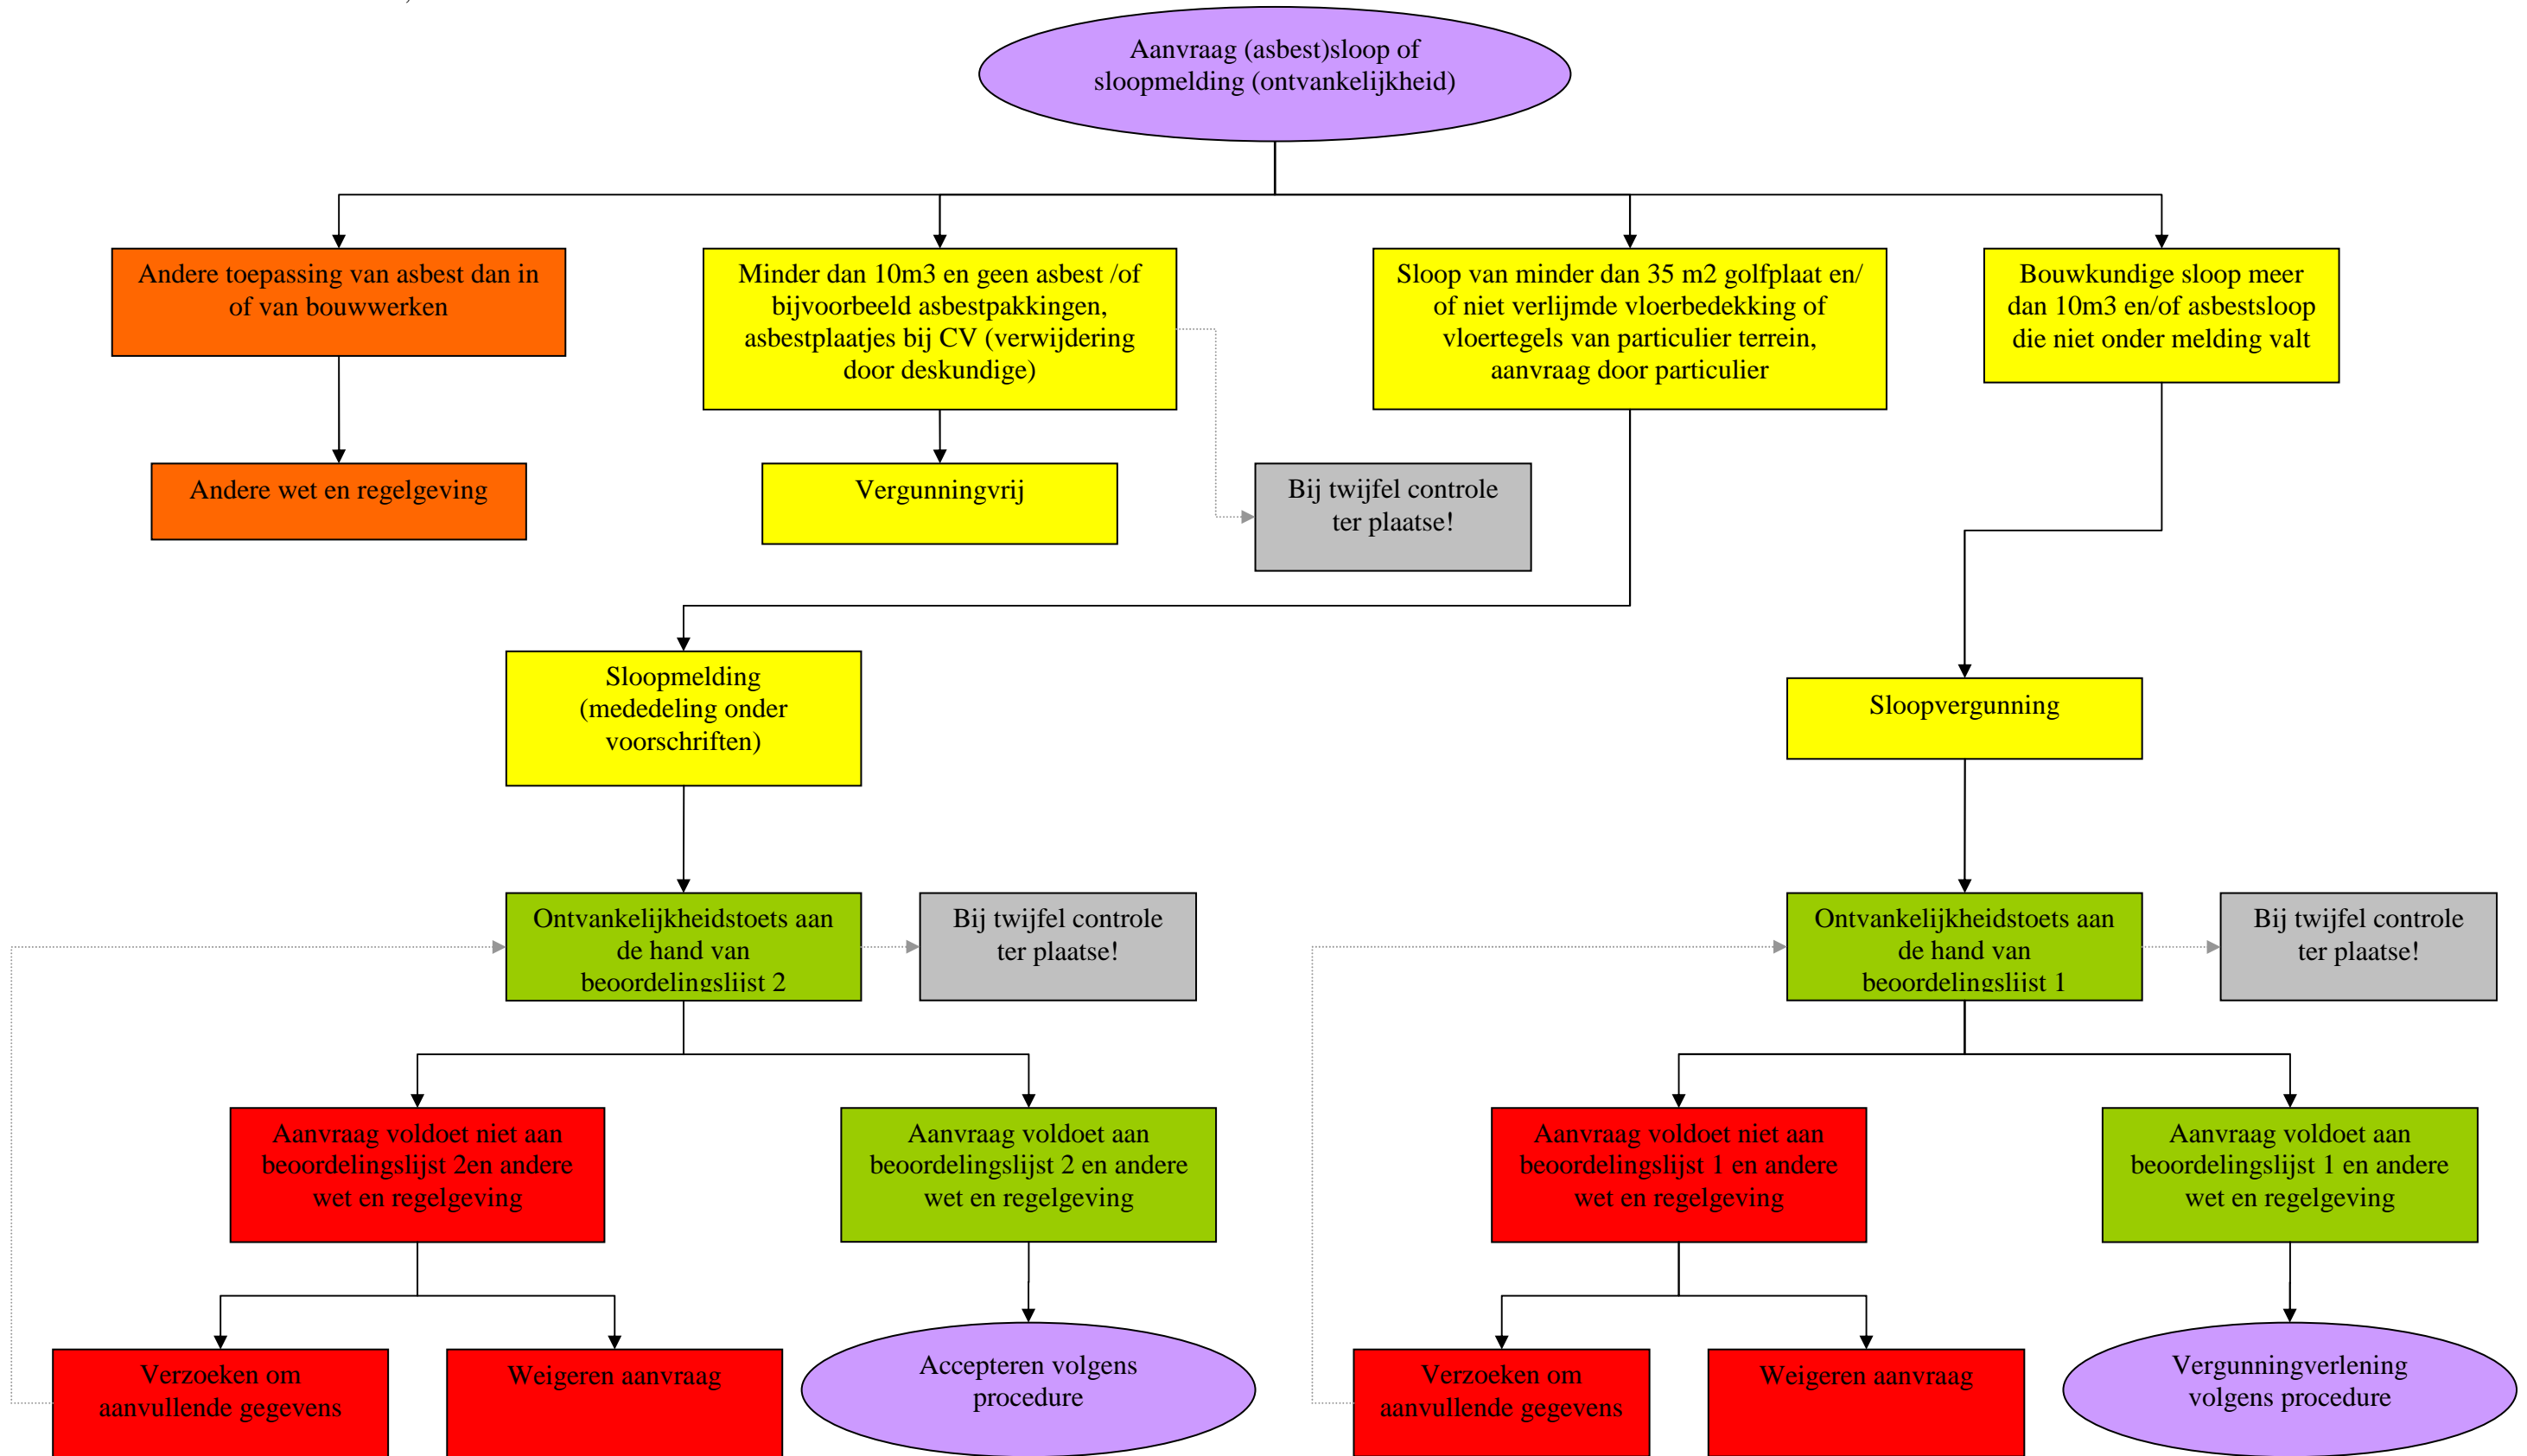 Aanvraag (asbest)sloop of
sloopmelding (ontvankelijkheid)
Andere toepassing van asbest dan in
of van bouwwerken
Minder dan 10m3 en geen asbest /of
bijvoorbeeld asbestpakkingen,
asbestplaatjes bij CV (verwijdering
door deskundige)
Sloop van minder dan 35 m2 golfplaat en/
of niet verlijmde vloerbedekking of
vloertegels van particulier terrein,
aanvraag door particulier
Bouwkundige sloop meer
dan 10m3 en/of asbestsloop
die niet onder melding valt
Andere wet en regelgeving
Vergunningvrij
Bij twijfel controle
ter plaatse!
Sloopmelding
(mededeling onder
voorschriften)
Sloopvergunning
Ontvankelijkheidstoets aan
de hand van
beoordelingslijst 2
Bij twijfel controle
ter plaatse!
Ontvankelijkheidstoets aan
de hand van
beoordelingslijst 1
Bij twijfel controle
ter plaatse!
Aanvraag voldoet niet aan
beoordelingslijst 2en andere
wet en regelgeving
Aanvraag voldoet aan
beoordelingslijst 2 en andere
wet en regelgeving
Aanvraag voldoet niet aan
beoordelingslijst 1 en andere
wet en regelgeving
Aanvraag voldoet aan
beoordelingslijst 1 en andere
wet en regelgeving
Verzoeken om
aanvullende gegevens
Weigeren aanvraag
Accepteren volgens
procedure
Verzoeken om
aanvullende gegevens
Weigeren aanvraag
Vergunningverlening
volgens procedure